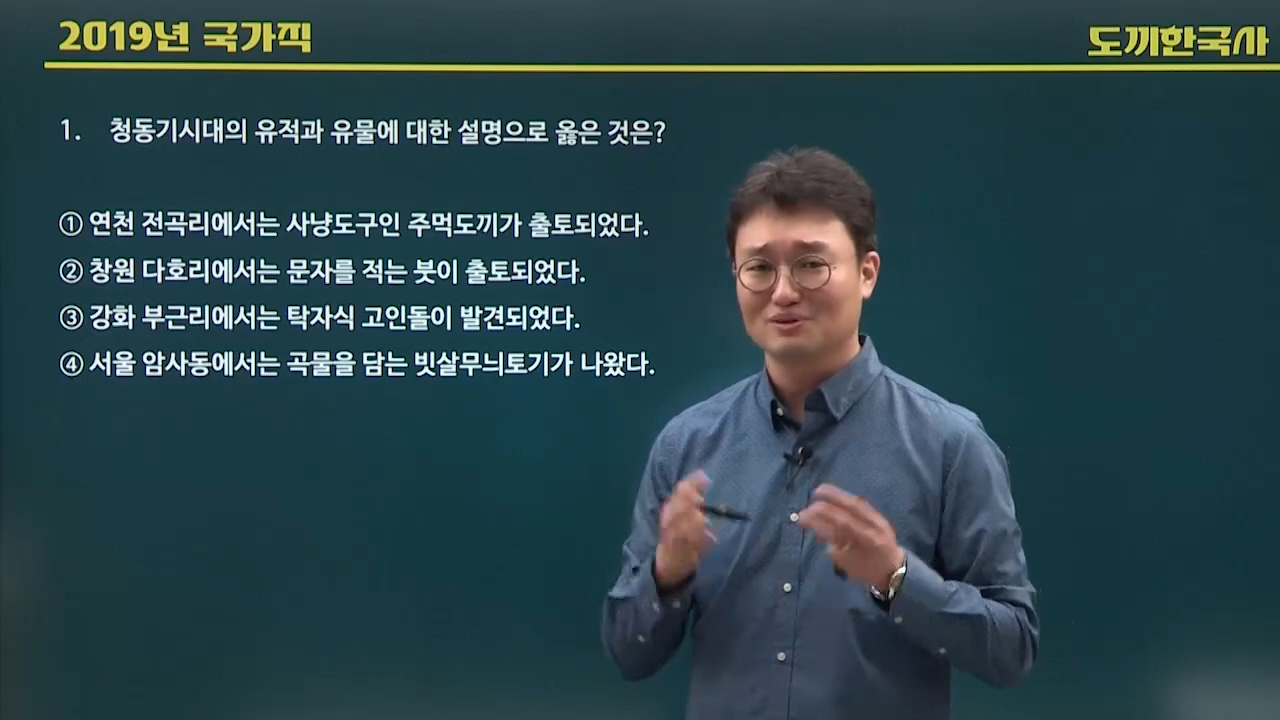 2019년 국가직
도끼한국사
1. 청동기시대의 유적과 유물에 대한 설명으로 옳은 것은?
① 연천 전곡리에서는 사냥도구인 주먹도끼가 출토되었다.
② 창원 다호리에서는 문자를 적는 붓이 출토되었다.
③ 강화 부근리에서는 탁자식 고인돌이 발견되었다.
④ 서울 암사동에서는 곡물을 담는 빗살무늬토기가 나왔다.